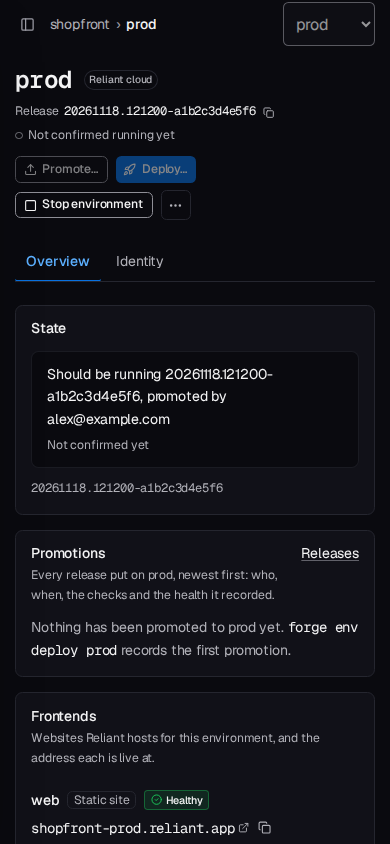 shopfront › prod
prod
prod
Reliant cloud
Release 20261118.121200-a1b2c3d4e5f6
Not confirmed running yet
Promote...
Deploy...
Stop environment
Overview
Identity
State
Should be running 20261118.121200-
a1b2c3d4e5f6, promoted by
alex@example.com
Not confirmed yet
20261118.121200-a1b2c3d4e5f6
Promotions
Releases
Every release put on prod, newest first: who,
when, the checks and the health it recorded.
Nothing has been promoted to prod yet. forge env
deploy prod records the first promotion.
Frontends
Websites Reliant hosts for this environment, and the
address each is live at.
web
Static site
Healthy
shopfront-prod.reliant.app